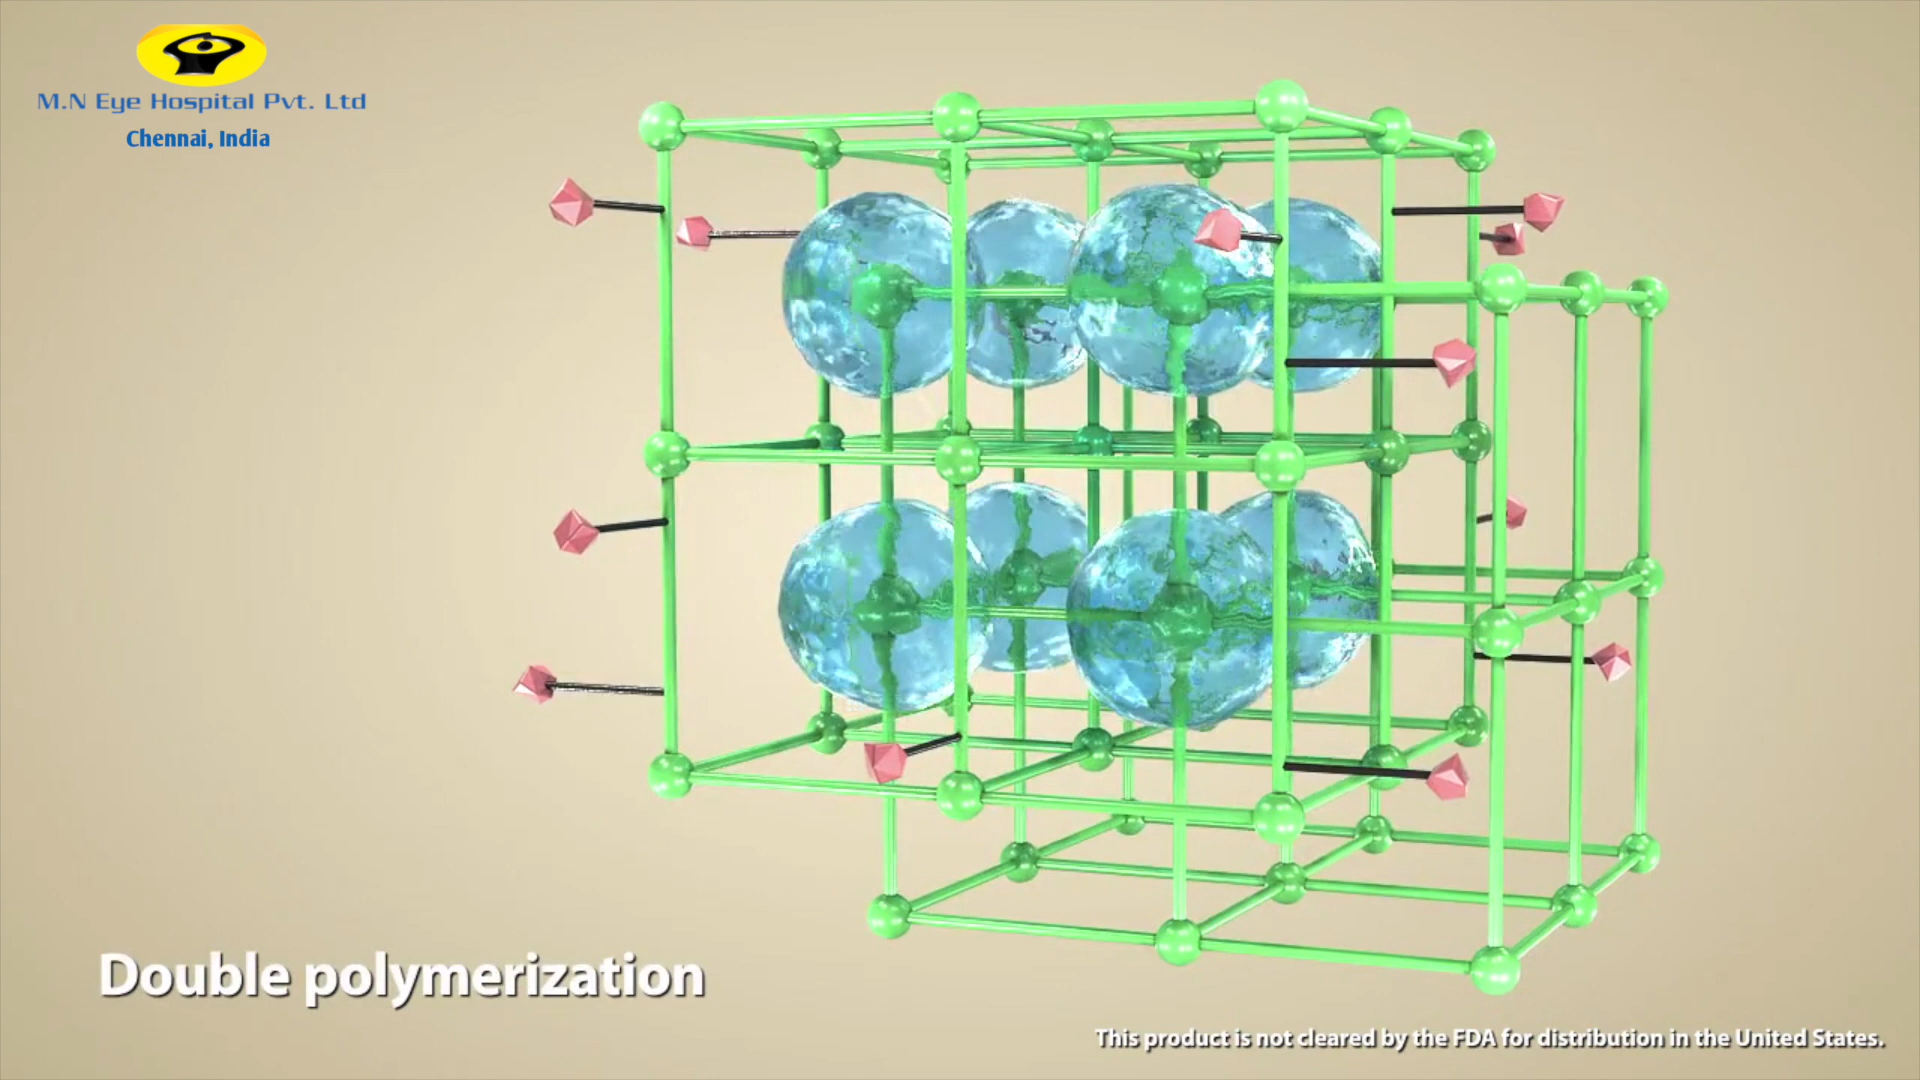 M.N Eye Hospital Pvt. Ltd
Chennai, India
Double polymerization
This product is not cleared by the FDA for distribution in the United States.